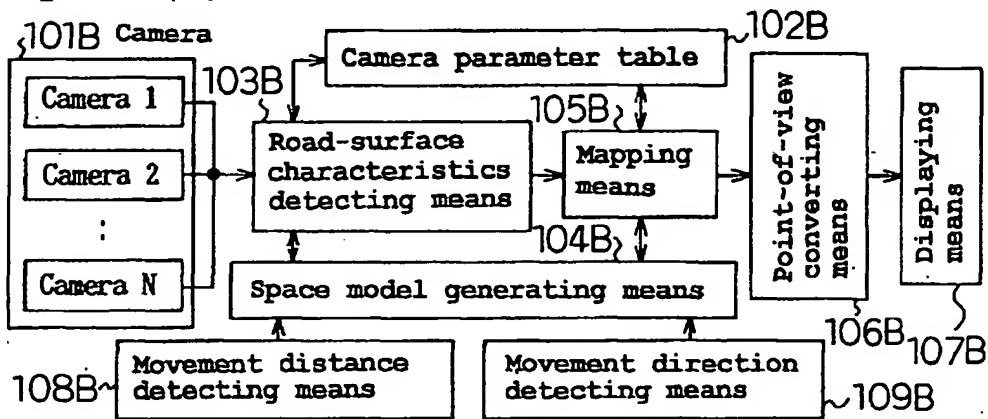 101B Camera
Camera 1
Camera 2
:
Camera N
103B
Road-surface
characteristics
detecting means
102B
Camera parameter table
105B
Mapping
means
104B
Space model generating means
Point-of-view
converting
means
106B
Displaying
means
107B
108B
Movement distance
detecting means
Movement direction
detecting means
109B